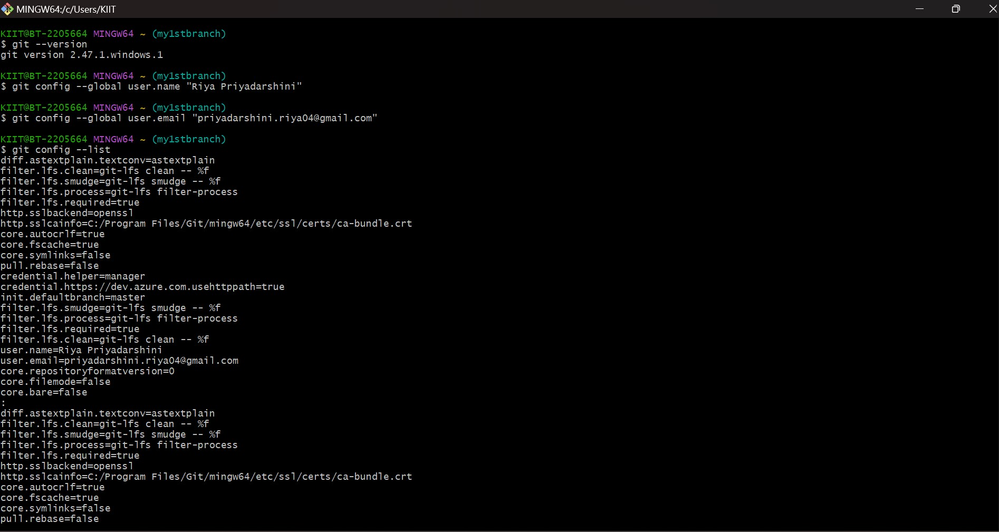 MINGW64:/c/Users/KIIT
KIIT@BT-2205664 MINGW64 ~ (my1stbranch)
$ git --version
git version 2.47.1.windows.1
KIIT@BT-2205664 MINGW64 ~ (my1stbranch)
$ git config --global user.name "Riya Priyadarshini"
KIIT@BT-2205664 MINGW64 ~ (my1stbranch)
$ git config --global user.email "priyadarshini.riya04@gmail.com"
KIIT@BT-2205664 MINGW64 ~ (my1stbranch)
$ git config --list
diff.astextplain.textconv=astextplain
filter.lfs.clean=git-lfs clean -- %f
filter.lfs.smudge=git-lfs smudge -- %f
filter.lfs.process=git-lfs filter-process
filter.lfs.required=true
http.sslbackend=openssl
http.sslcainfo=C:/Program Files/Git/mingw64/etc/ssl/certs/ca-bundle.crt
core.autocrlf=true
core.fscache=true
core.symlinks=false
pull.rebase=false
credential.helper=manager
credential.https://dev.azure.com.usehttppath=true
init.defaultbranch=master
filter.lfs.smudge=git-lfs smudge -- %f
filter.lfs.process=git-lfs filter-process
filter.lfs.required=true
filter.lfs.clean=git-lfs clean -- %f
user.name=Riya Priyadarshini
user.email=priyadarshini.riya04@gmail.com
core.repositoryformatversion=0
core.filemode=false
core.bare=false
:
diff.astextplain.textconv=astextplain
filter.lfs.clean=git-lfs clean -- %f
filter.lfs.smudge=git-lfs smudge -- %f
filter.lfs.process=git-lfs filter-process
filter.lfs.required=true
http.sslbackend=openssl
http.sslcainfo=C:/Program Files/Git/mingw64/etc/ssl/certs/ca-bundle.crt
core.autocrlf=true
core.fscache=true
core.symlinks=false
pull.rebase=false